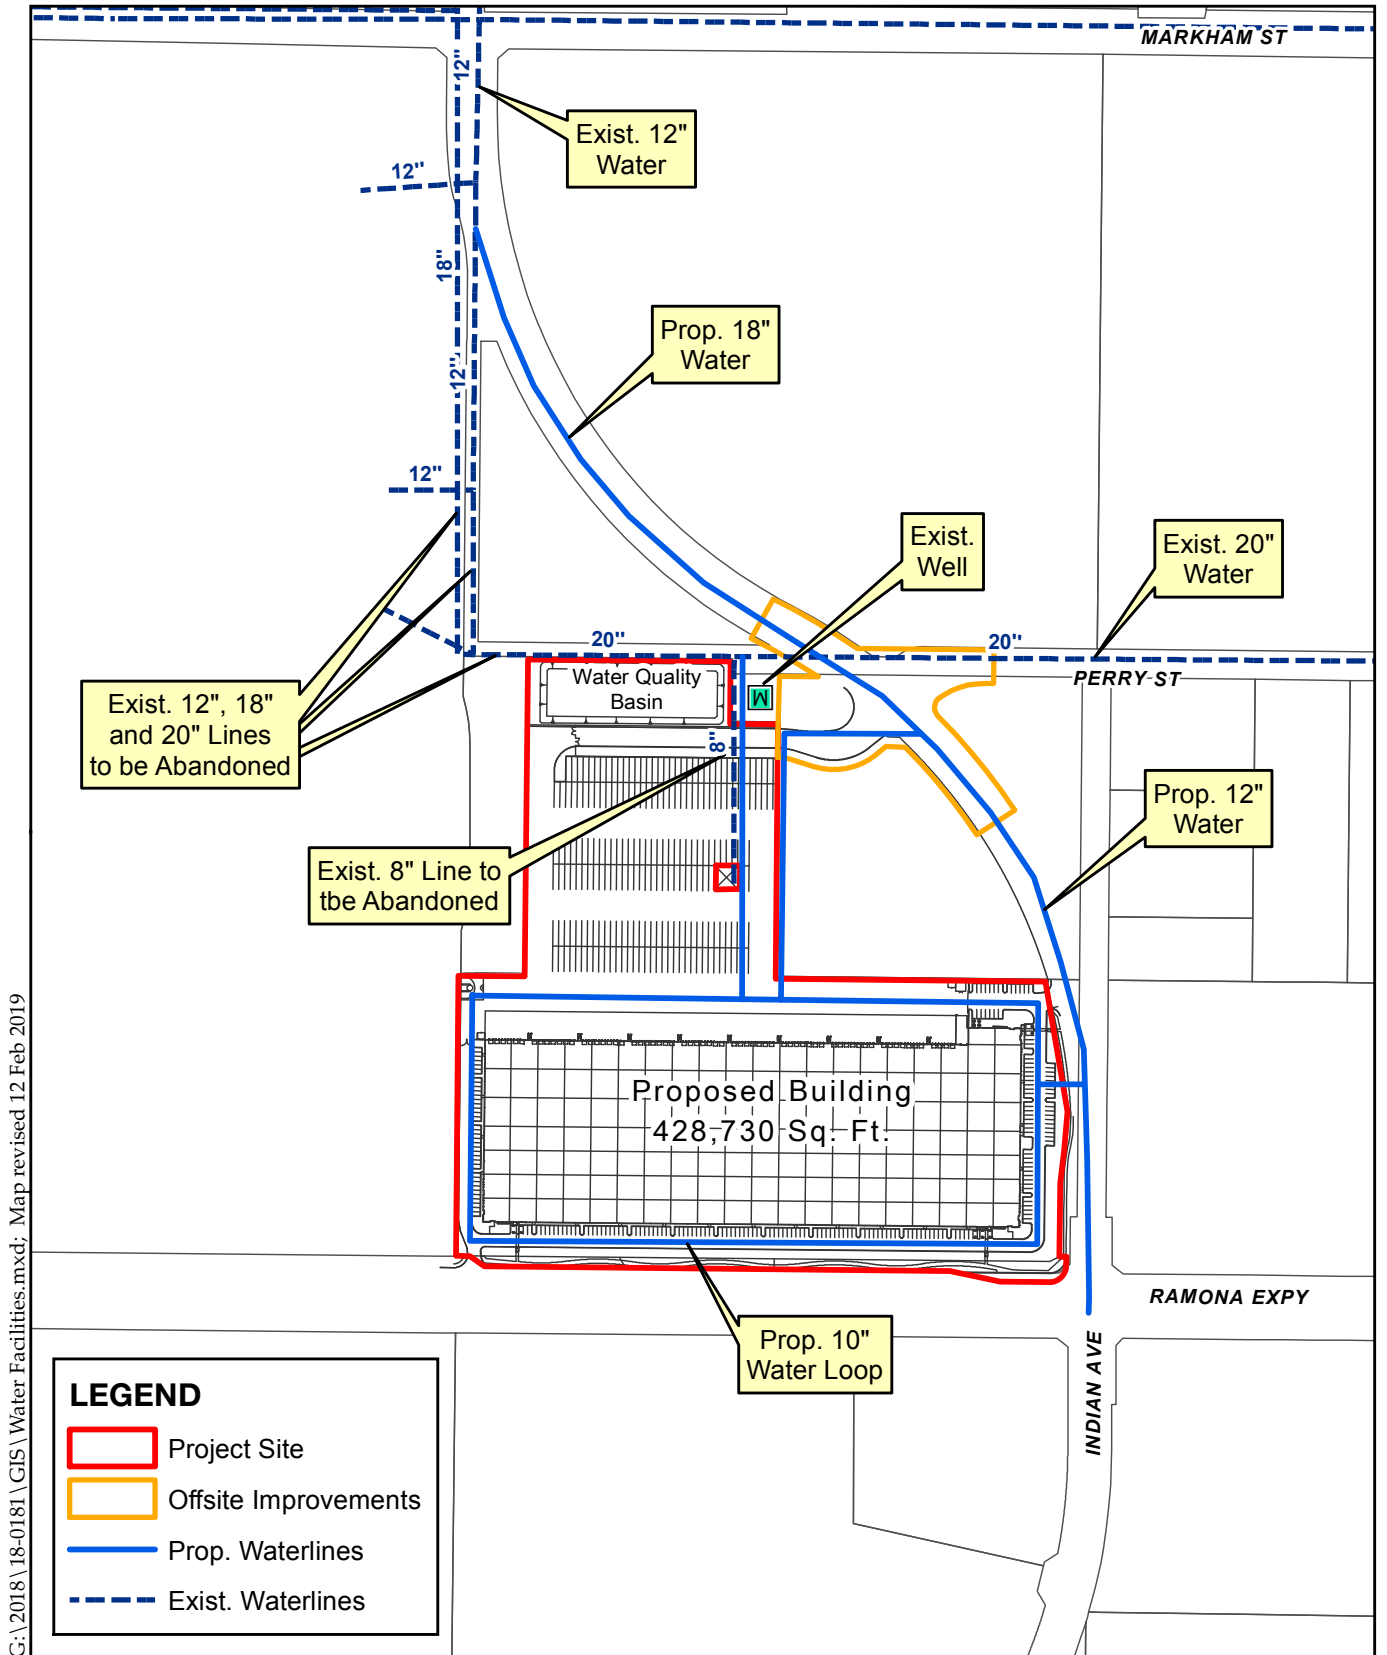 MARKHAM ST
12"
Exist. 12"
Water
12"
18"
Prop. 18"
Water
12"
12"
Exist.
Well
Exist. 20"
Water
20"
20"
PERRY ST
Water Quality
Basin
M
Exist. 12", 18"
and 20" Lines
to be Abandoned
8"
Prop. 12"
Water
Exist. 8" Line to
tbe Abandoned
Proposed Building
428,730 Sq. Ft.
RAMONA EXPY
Prop. 10"
Water Loop
INDIAN AVE
LEGEND
Project Site
Offsite Improvements
Prop. Waterlines
Exist. Waterlines
G:\2018\18-0181\GIS\Water Facilities.mxd; Map revised 12 Feb 2019